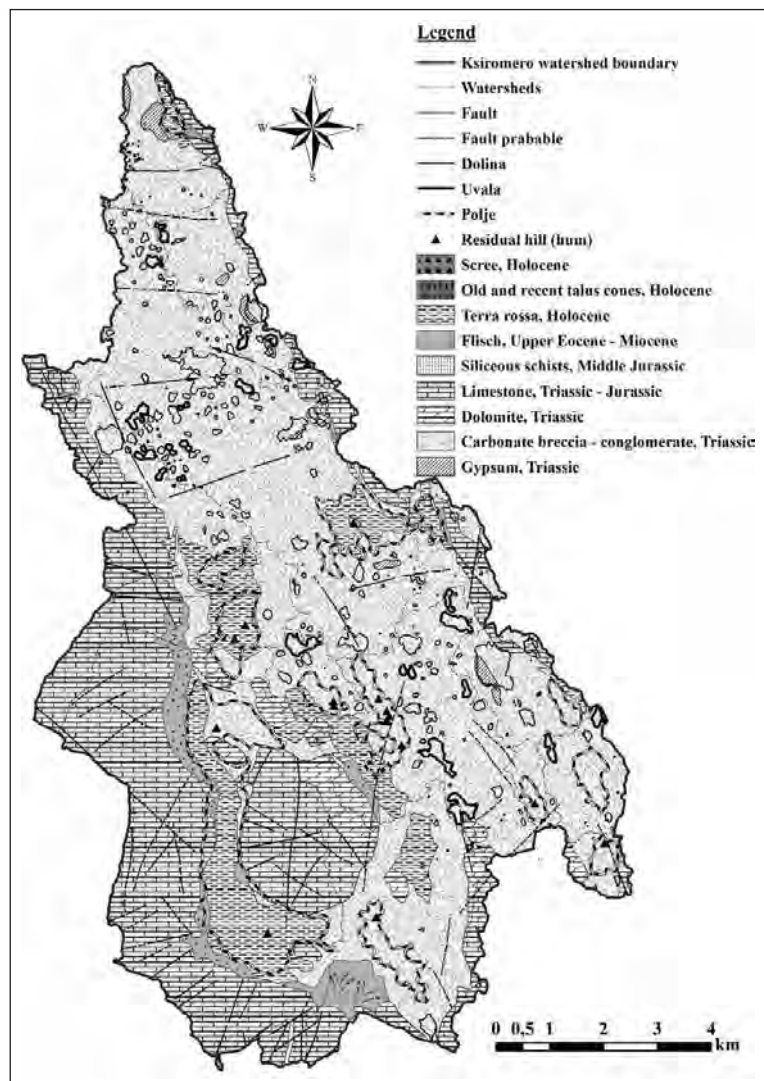 Legend
Ksiromero watershed boundary
Watersheds
Fault
Fault prabable
Dolina
Uvala
Polje
Residual hill (hum)
Scree, Holocene
Old and recent talus cones, Holocene
Terra rossa, Holocene
Flisch, Upper Eocene - Miocene
Siliceous schists, Middle Jurassic
Limestone, Triassic - Jurassic
Dolomite, Triassic
Carbonate breccia - conglomerate, Triassic
Gypsum, Triassic
N
W E
S
0 0,5 1 2 3 4
km